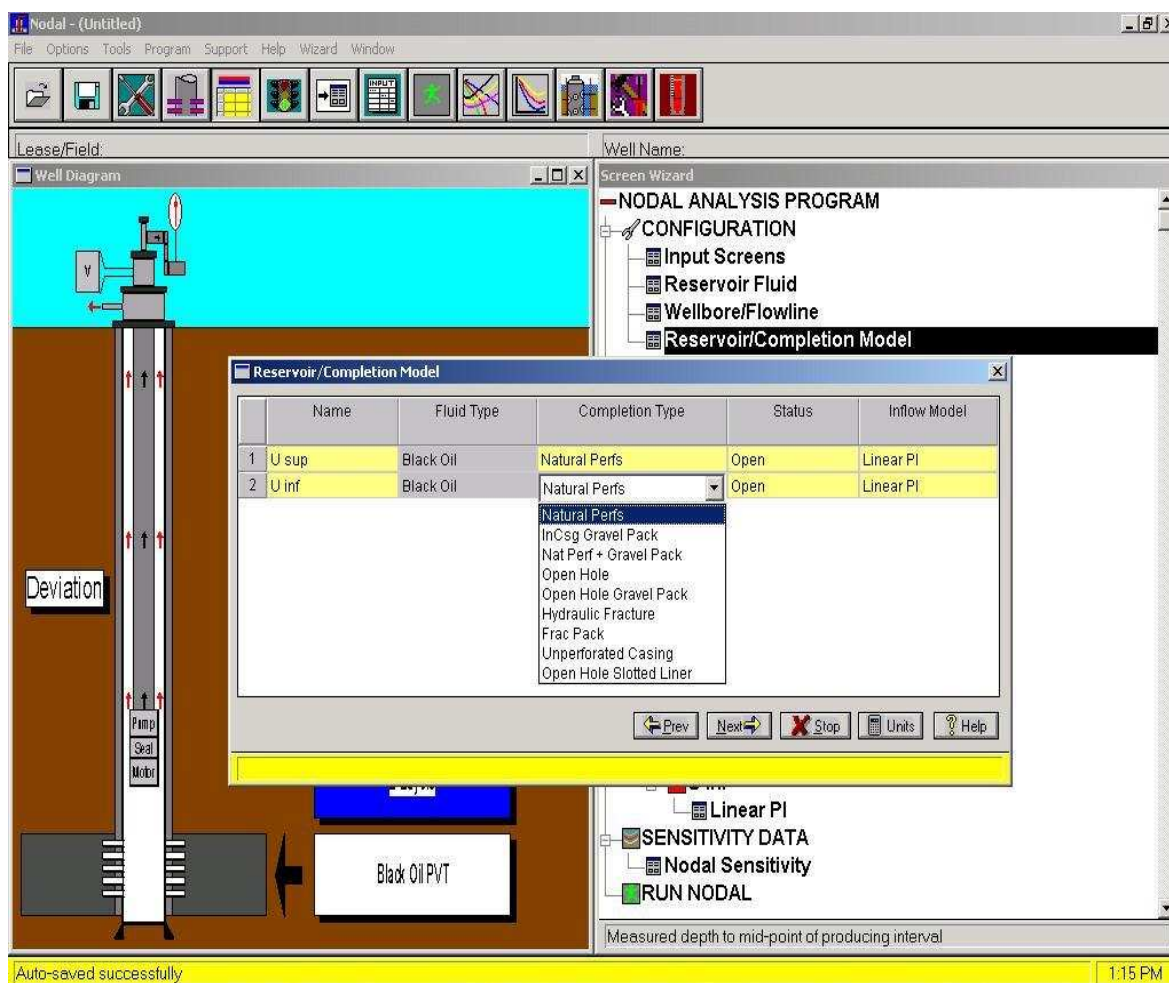 Nodal - (Untitled)
File Options Tools Program Support Help Wizard Window
INPUT
Lease/Field:
Well Name:
Well Diagram
Screen Wizard
NODAL ANALYSIS PROGRAM
CONFIGURATION
Input Screens
Reservoir Fluid
Wellbore/Flowline
Reservoir/Completion Model
V
Deviation
Pump
Seal
Motor
Reservoir/Completion Model
Name Fluid Type Completion Type Status Inflow Model
1 U sup Black Oil Natural Perfs Open Linear PI
2 U inf Black Oil Natural Perfs Open Linear PI
Natural Perfs
InCsg Gravel Pack
Nat Perf + Gravel Pack
Open Hole
Open Hole Gravel Pack
Hydraulic Fracture
Frac Pack
Unperforated Casing
Open Hole Slotted Liner
Prev Next Stop Units Help
Linear PI
SENSITIVITY DATA
Nodal Sensitivity
RUN NODAL
Black Oil PVT
Measured depth to mid-point of producing interval
Auto-saved successfully
1:15 PM